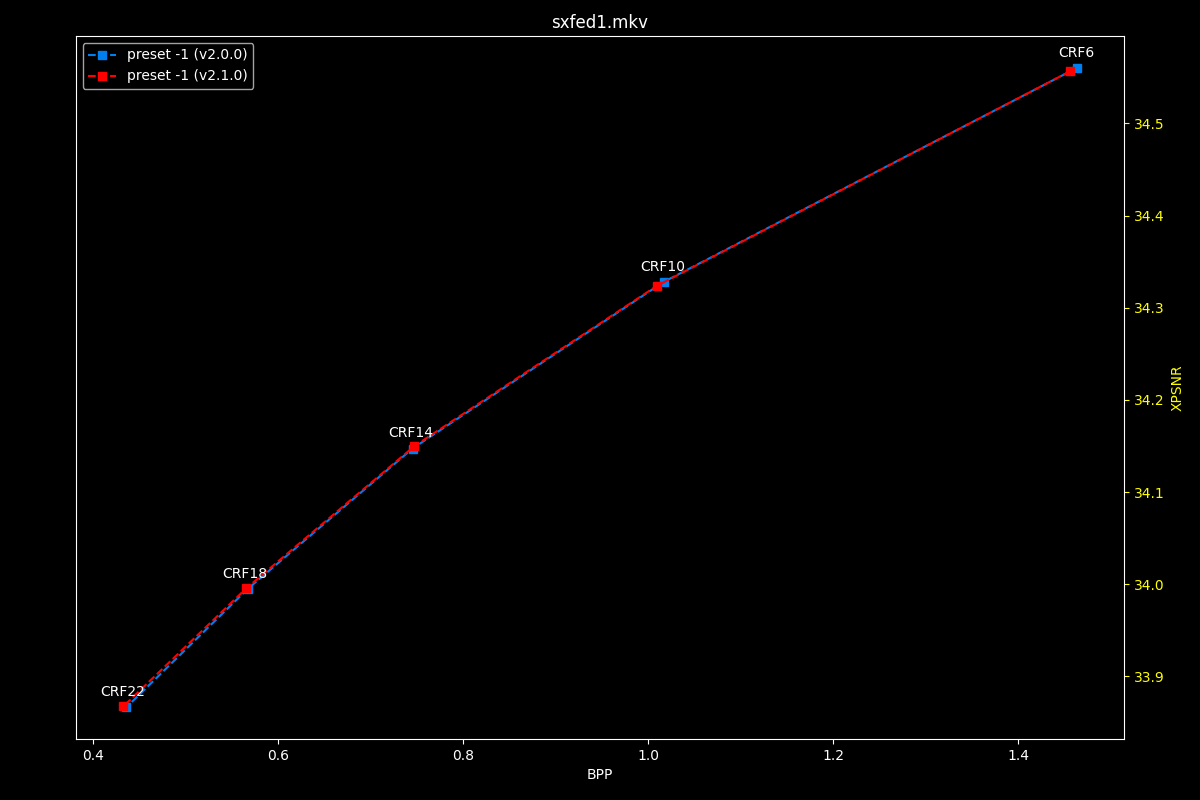 sxfed1.mkv
preset -1 (v2.0.0)
preset -1 (v2.1.0)
CRF6
CRF10
CRF14
CRF18
CRF22
34.5
34.4
34.3
34.2
34.1
34.0
33.9
XPSNR
0.4 0.6 0.8 1.0 1.2 1.4
BPP